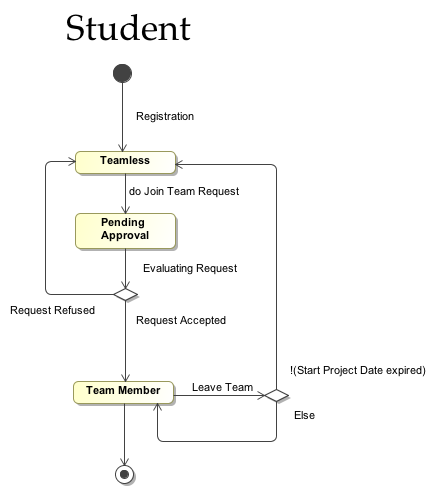 Student
Registration
Teamless
do Join Team Request
Pending
Approval
Evaluating Request
Request Refused
Request Accepted
!(Start Project Date expired)
Team Member
Leave Team
Else